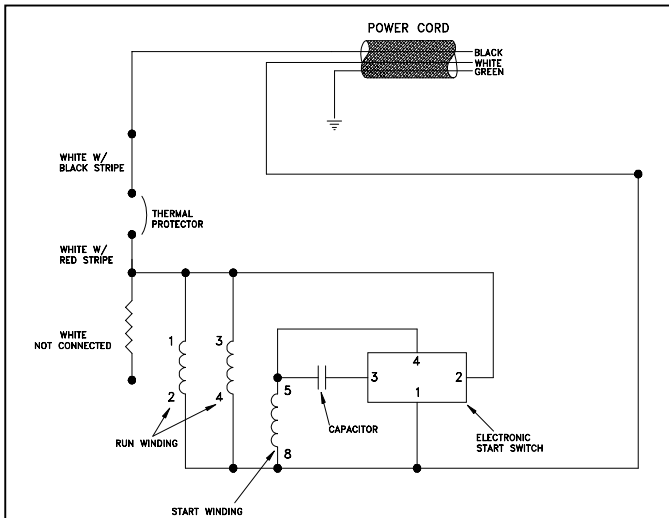 POWER CORD
BLACK
WHITE
GREEN
WHITE W/
BLACK STRIPE
THERMAL
PROTECTOR
WHITE W/
RED STRIPE
WHITE
NOT CONNECTED
1
3
2
4
RUN WINDING
5
8
START WINDING
CAPACITOR
4
3
2
1
ELECTRONIC
START SWITCH